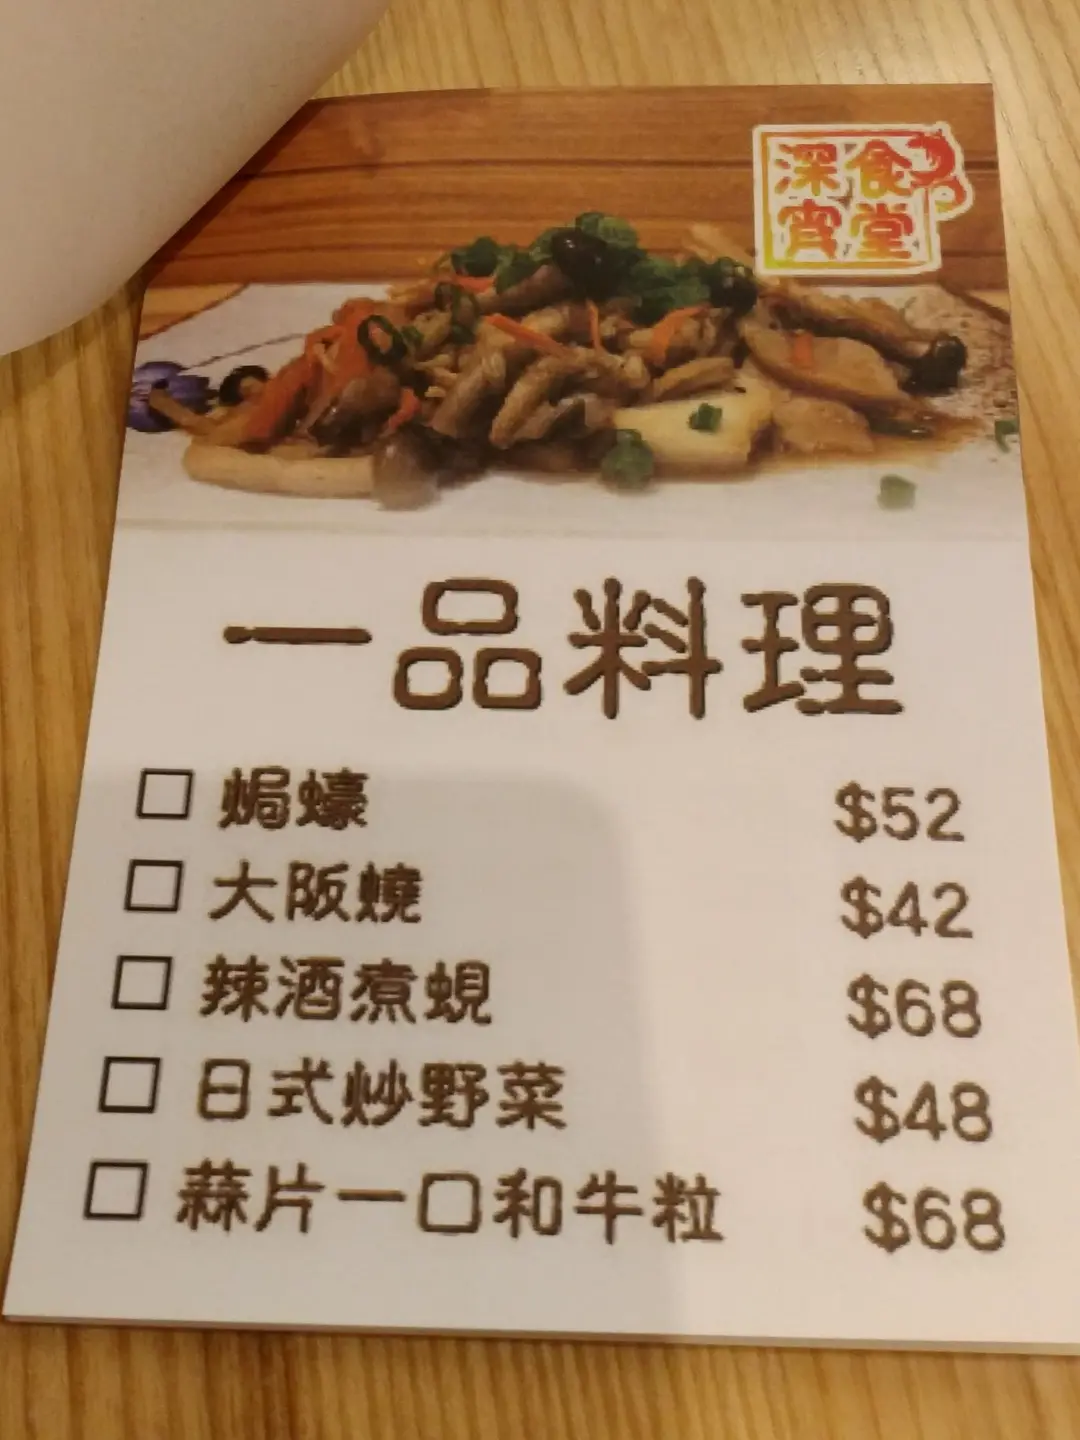 深宵食堂
一品料理
□ 焗蠔 $52
□ 大阪燒 $42
□ 辣酒煮蜆 $68
□ 日式炒野菜 $48
□ 蒜片一口和牛粒 $68